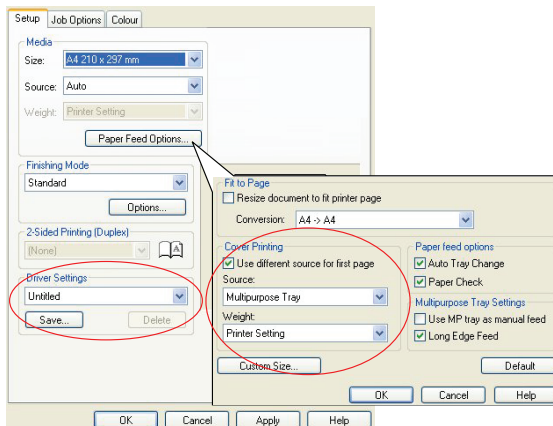 Setup Job Options Colour
Media
Size: A4 210 x 297 mm
Source: Auto
Weight: Printer Setting
Paper Feed Options...
Finishing Mode
Standard
Options...
2-Sided Printing (Duplex)
(None) A
Driver Settings
Untitled
Save... Delete
OK Cancel Apply Help
Fit to Page
Resize document to fit printer page
Conversion: A4 -> A4
Cover Printing
Use different source for first page
Source:
Multipurpose Tray
Weight:
Printer Setting
Custom Size...
Paper feed options
Auto Tray Change
Paper Check
Multipurpose Tray Settings
Use MP tray as manual feed
Long Edge Feed
Default
OK Cancel Help